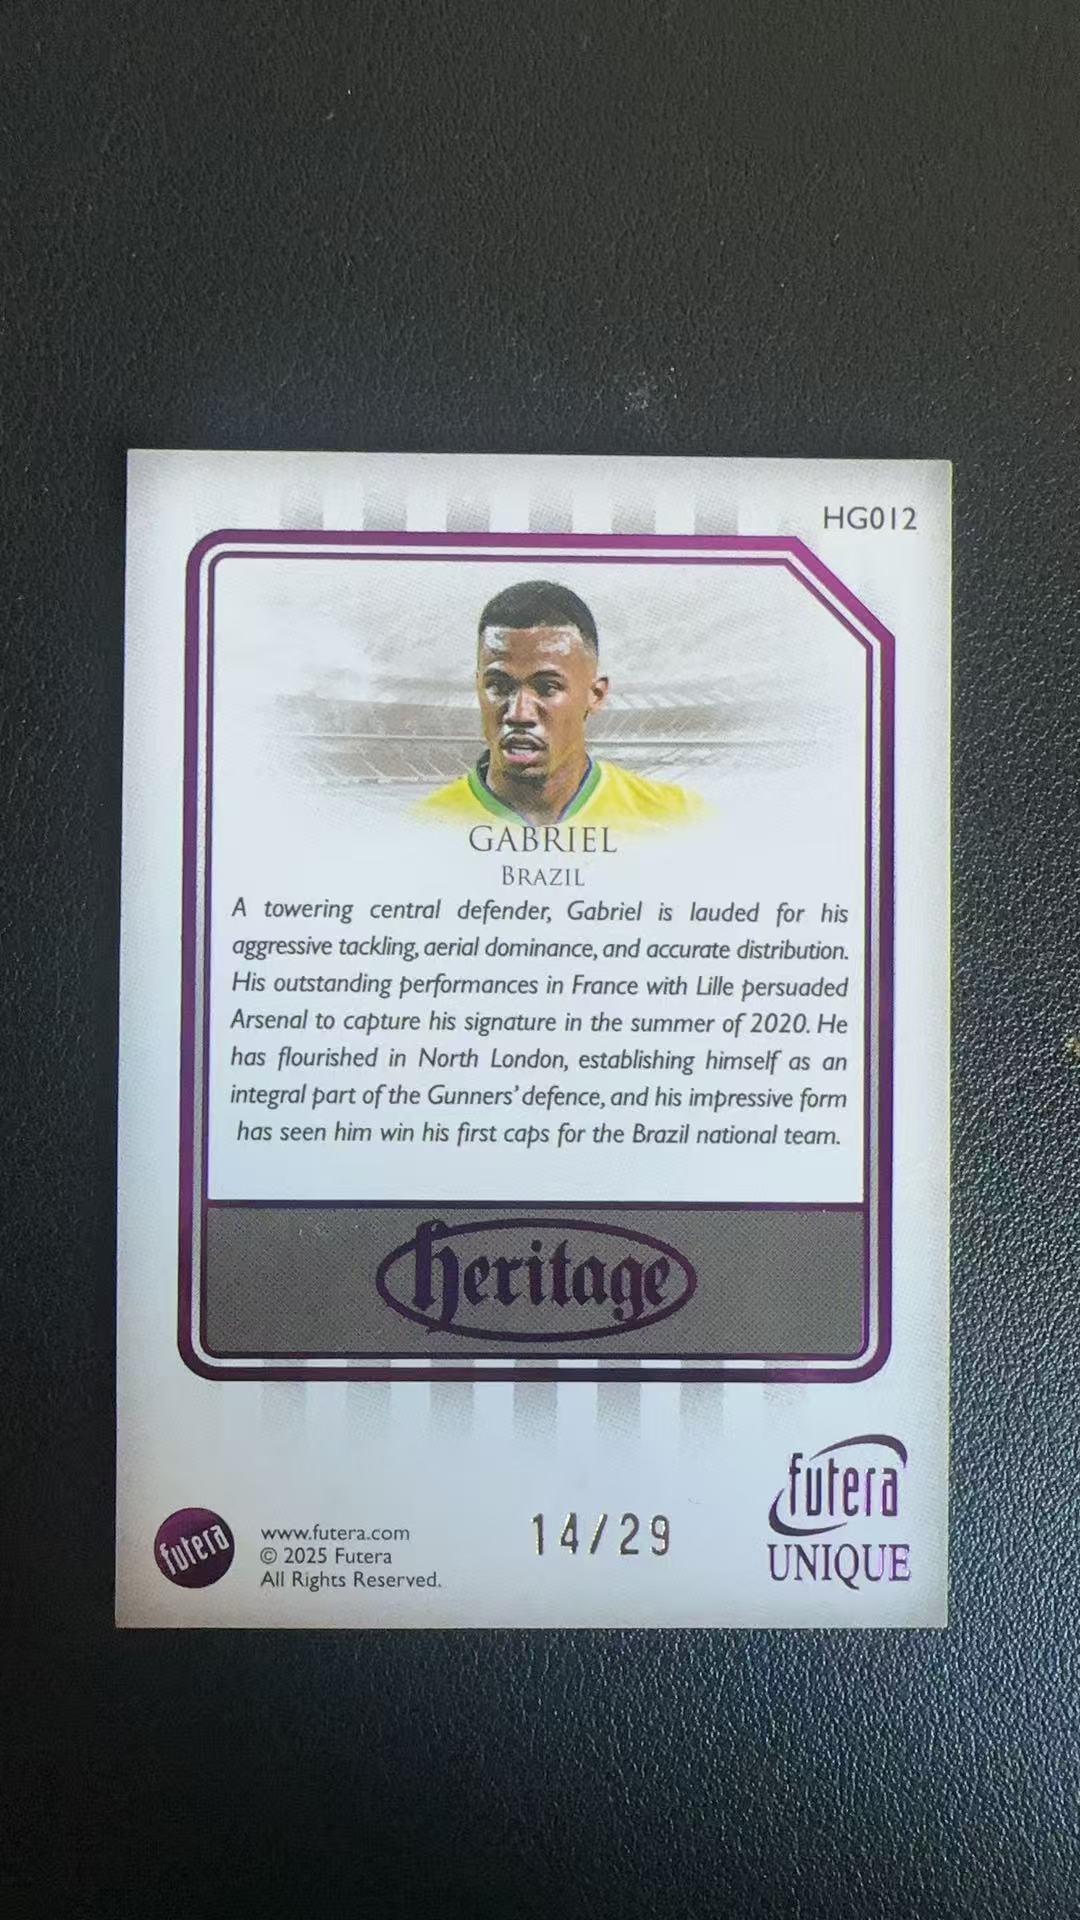 HG012
GABRIEL
BRAZIL
A towering central defender, Gabriel is lauded for his
aggressive tackling, aerial dominance, and accurate distribution.
His outstanding performances in France with Lille persuaded
Arsenal to capture his signature in the summer of 2020. He
has flourished in North London, establishing himself as an
integral part of the Gunners' defence, and his impressive form
has seen him win his first caps for the Brazil national team.
heritage
futera
www.futera.com
© 2025 Futera
All Rights Reserved.
14/29
futera
UNIQUE